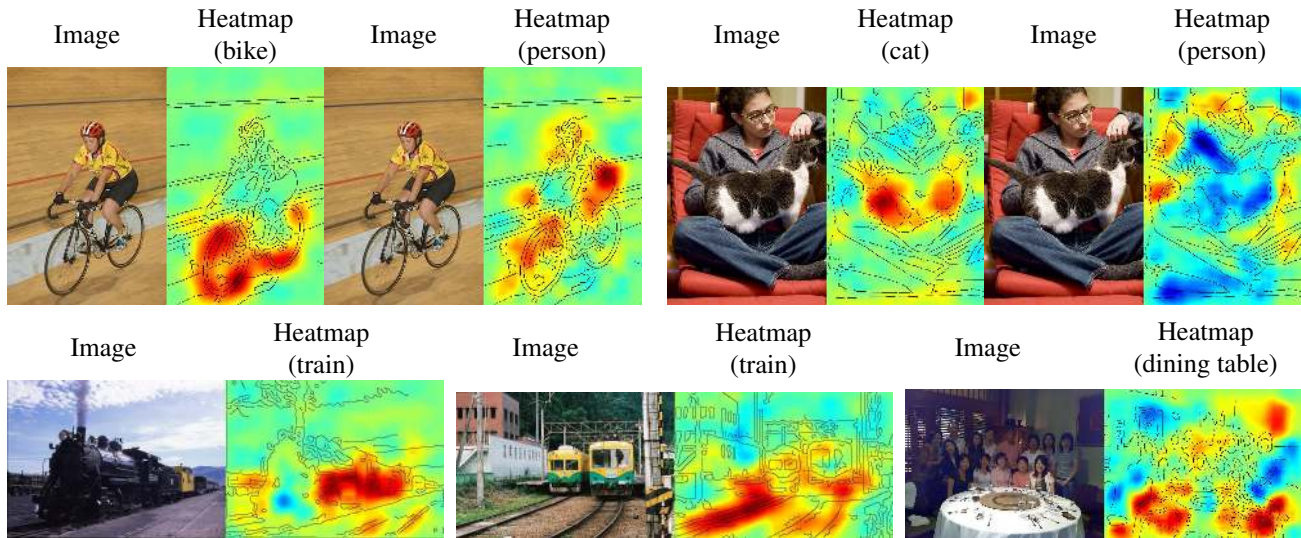 Image
Heatmap
(bike)
Image
Heatmap
(person)
Image
Heatmap
(cat)
Image
Heatmap
(person)
Image
Heatmap
(train)
Image
Heatmap
(train)
Image
Heatmap
(dining table)